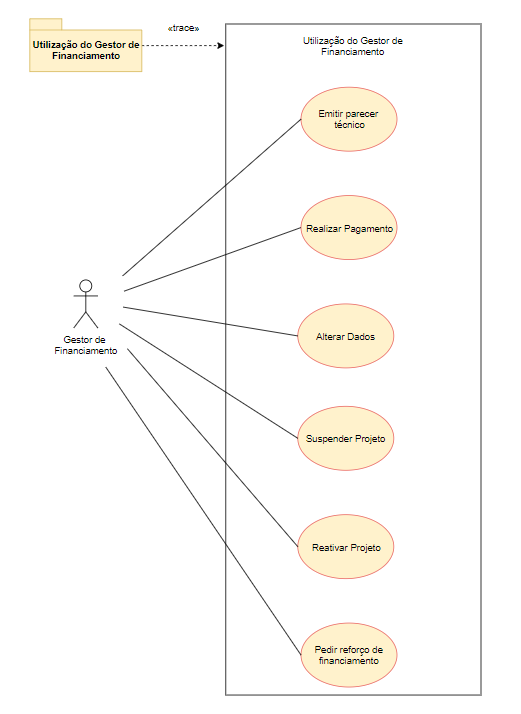 «trace»
Utilização do Gestor de
Financiamento
Utilização do Gestor de
Financiamento
Emitir parecer
técnico
Realizar Pagamento
Gestor de
Financiamento
Alterar Dados
Suspender Projeto
Reativar Projeto
Pedir reforço de
financiamento